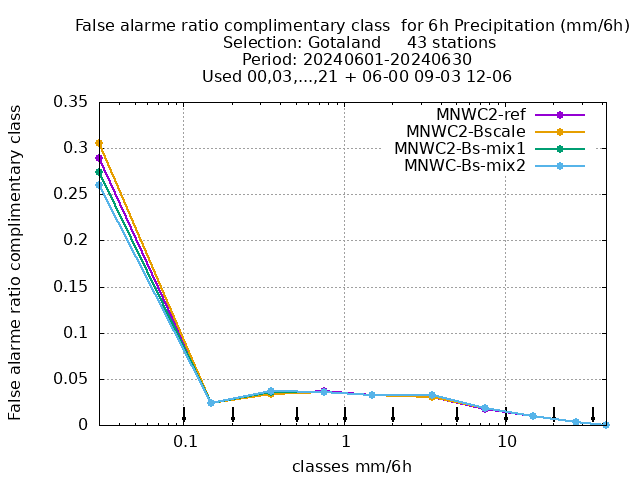 False alarme ratio complimentary class  for 6h Precipitation (mm/6h)
Selection: Gotaland     43 stations
Period: 20240601-20240630
Used 00,03,...,21 + 06-00 09-03 12-06
False alarme ratio complimentary class
0.35
0.3
0.25
0.2
0.15
0.1
0.05
0
MNWC2-ref
MNWC2-Bscale
MNWC2-Bs-mix1
MNWC-Bs-mix2
0.1
1
10
classes mm/6h